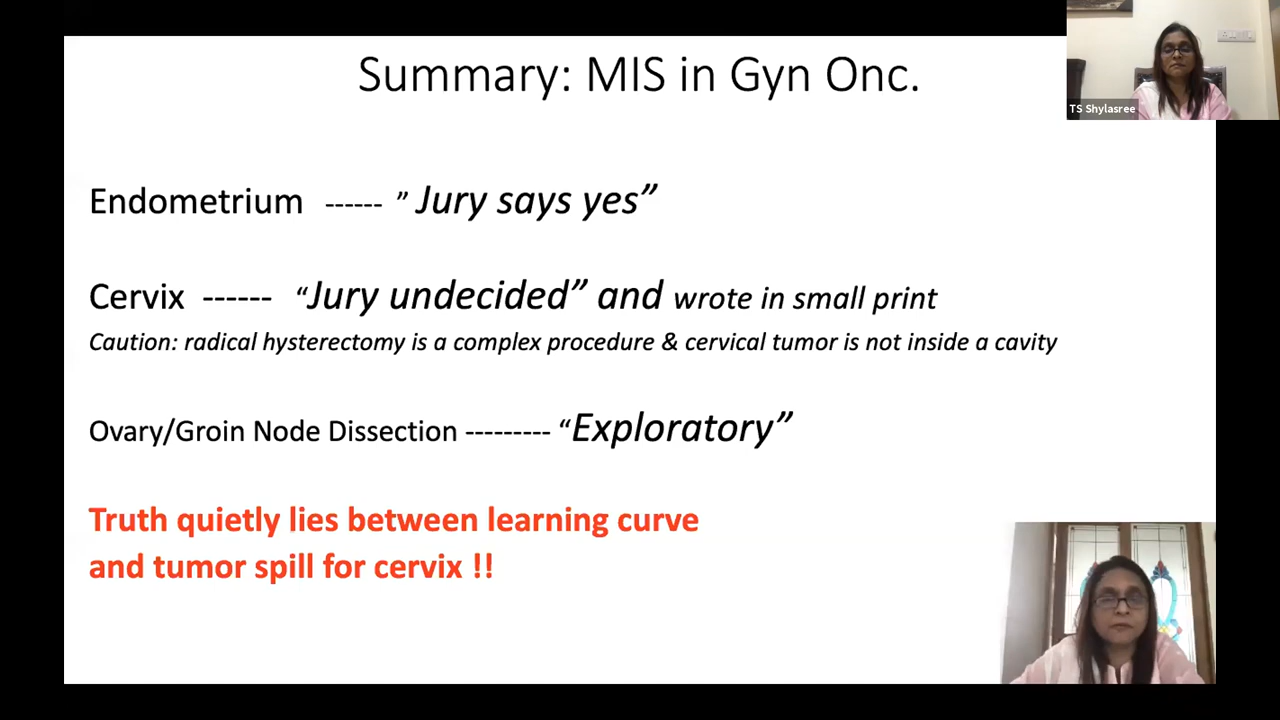 Summary: MIS in Gyn Onc.
TS Shylasree
Endometrium ------ ” Jury says yes”
Cervix ------ “Jury undecided” and wrote in small print
Caution: radical hysterectomy is a complex procedure & cervical tumor is not inside a cavity
Ovary/Groin Node Dissection --------- “Exploratory”
Truth quietly lies between learning curve
and tumor spill for cervix !!